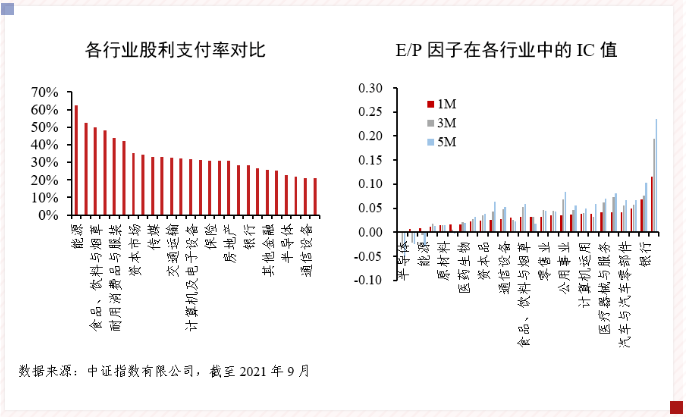 各行业股利支付率对比
70%
60%
50%
40%
30%
20%
10%
0%
能源
食品、饮料与烟草
耐用消费品与服装
资本市场
传媒
交通运输
计算机及电子设备
保险
房地产
银行
其他金融
半导体
通信设备
E/P 因子在各行业中的 IC 值
0.30
0.25
0.20
0.15
0.10
0.05
0.00
-0.05
-0.10
1M
3M
5M
半导体
能源
原材料
医药生物
资本品
通信设备
食品、饮料与烟草
零售业
公用事业
计算机运用
医疗器械与服务
汽车与汽车零部件
银行
数据来源：中证指数有限公司，截至 2021 年 9 月